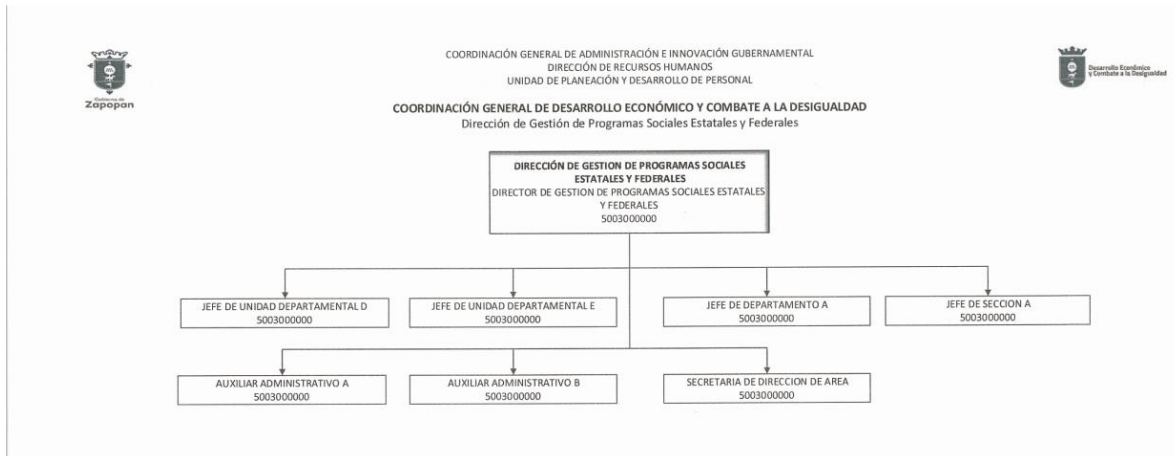 COORDINACIÓN GENERAL DE ADMINISTRACIÓN E INNOVACIÓN GUBERNAMENTAL
DIRECCIÓN DE RECURSOS HUMANOS
UNIDAD DE PLANEACIÓN Y DESARROLLO DE PERSONAL
Gobierno de
Zapopan
Desarrollo Económico
y Combate a la Desigualdad
COORDINACIÓN GENERAL DE DESARROLLO ECONÓMICO Y COMBATE A LA DESIGUALDAD
Dirección de Gestión de Programas Sociales Estatales y Federales
DIRECCIÓN DE GESTION DE PROGRAMAS SOCIALES
ESTATALES Y FEDERALES
DIRECTOR DE GESTION DE PROGRAMAS SOCIALES ESTATALES
Y FEDERALES
5003000000
JEFE DE UNIDAD DEPARTAMENTAL D
5003000000
JEFE DE UNIDAD DEPARTAMENTAL E
5003000000
JEFE DE DEPARTAMENTO A
5003000000
JEFE DE SECCION A
5003000000
AUXILIAR ADMINISTRATIVO A
5003000000
AUXILIAR ADMINISTRATIVO B
5003000000
SECRETARIA DE DIRECCION DE AREA
5003000000